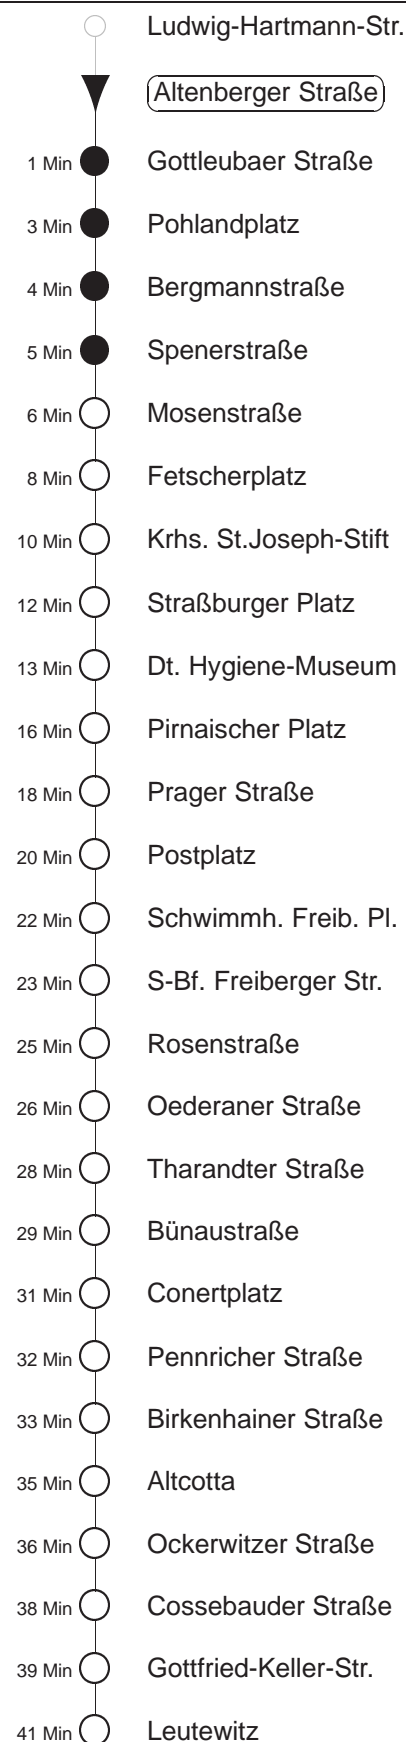 Ludwig-Hartmann-Str.
Altenberger Straße
1 Min Gottleubaer Straße
3 Min Pohlandplatz
4 Min Bergmannstraße
5 Min Spenerstraße
6 Min Mosenstraße
8 Min Fetscherplatz
10 Min Krhs. St.Joseph-Stift
12 Min Straßburger Platz
13 Min Dt. Hygiene-Museum
16 Min Pirnaischer Platz
18 Min Prager Straße
20 Min Postplatz
22 Min Schwimmh. Freib. Pl.
23 Min S-Bf. Freiberger Str.
25 Min Rosenstraße
26 Min Oederaner Straße
28 Min Tharandter Straße
29 Min Bünaustraße
31 Min Conertplatz
32 Min Pennricher Straße
33 Min Birkenhainer Straße
35 Min Altcotta
36 Min Ockerwitzer Straße
38 Min Cossebauder Straße
39 Min Gottfried-Keller-Str.
41 Min Leutewitz